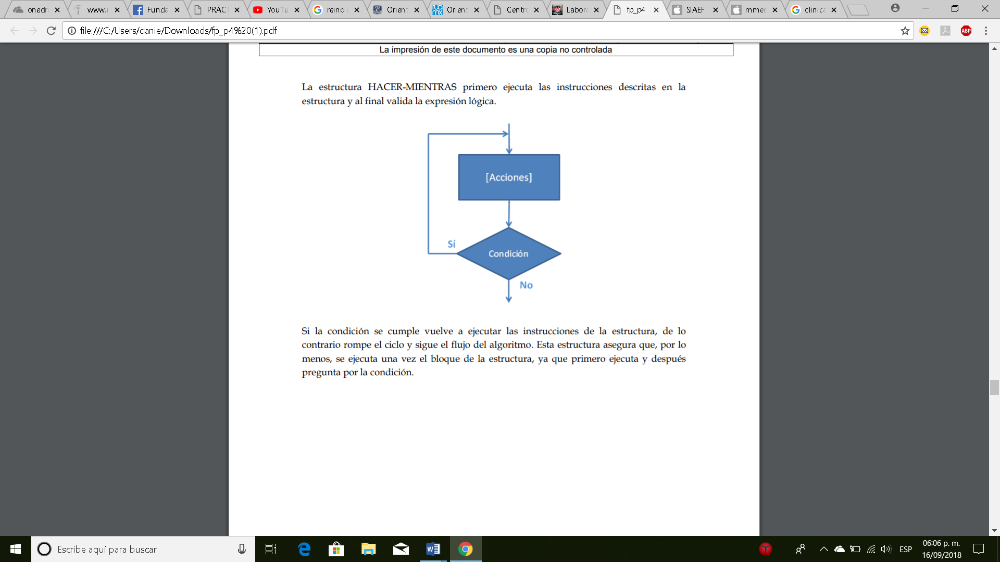 onedri
www.i
Funda
PRÁCT
YouTu
reino d
Orient
Orient
Centro
Labora
fp_p4
SIAEFI
mmec
clinica
file:///C:/Users/danie/Downloads/fp_p4%20(1).pdf
ABP
La impresión de este documento es una copia no controlada
La estructura HACER-MIENTRAS primero ejecuta las instrucciones descritas en la
estructura y al final valida la expresión lógica.
[Acciones]
Sí
Condición
No
Si la condición se cumple vuelve a ejecutar las instrucciones de la estructura, de lo
contrario rompe el ciclo y sigue el flujo del algoritmo. Esta estructura asegura que, por lo
menos, se ejecuta una vez el bloque de la estructura, ya que primero ejecuta y después
pregunta por la condición.
Escribe aquí para buscar
ESP
06:06 p. m.
16/09/2018